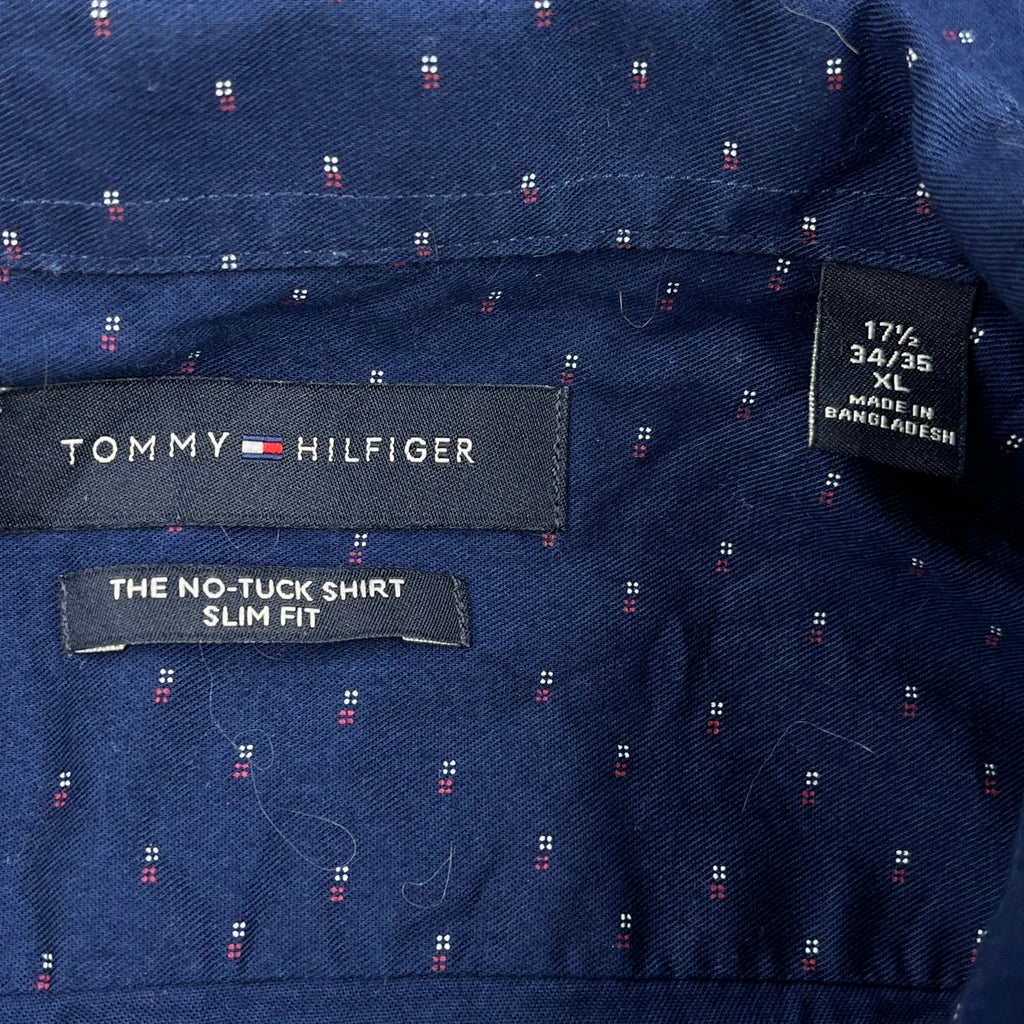 TOMMY HILFIGER
THE NO-TUCK SHIRT
SLIM FIT
17½
34/35
XL
MADE IN
BANGLADESH